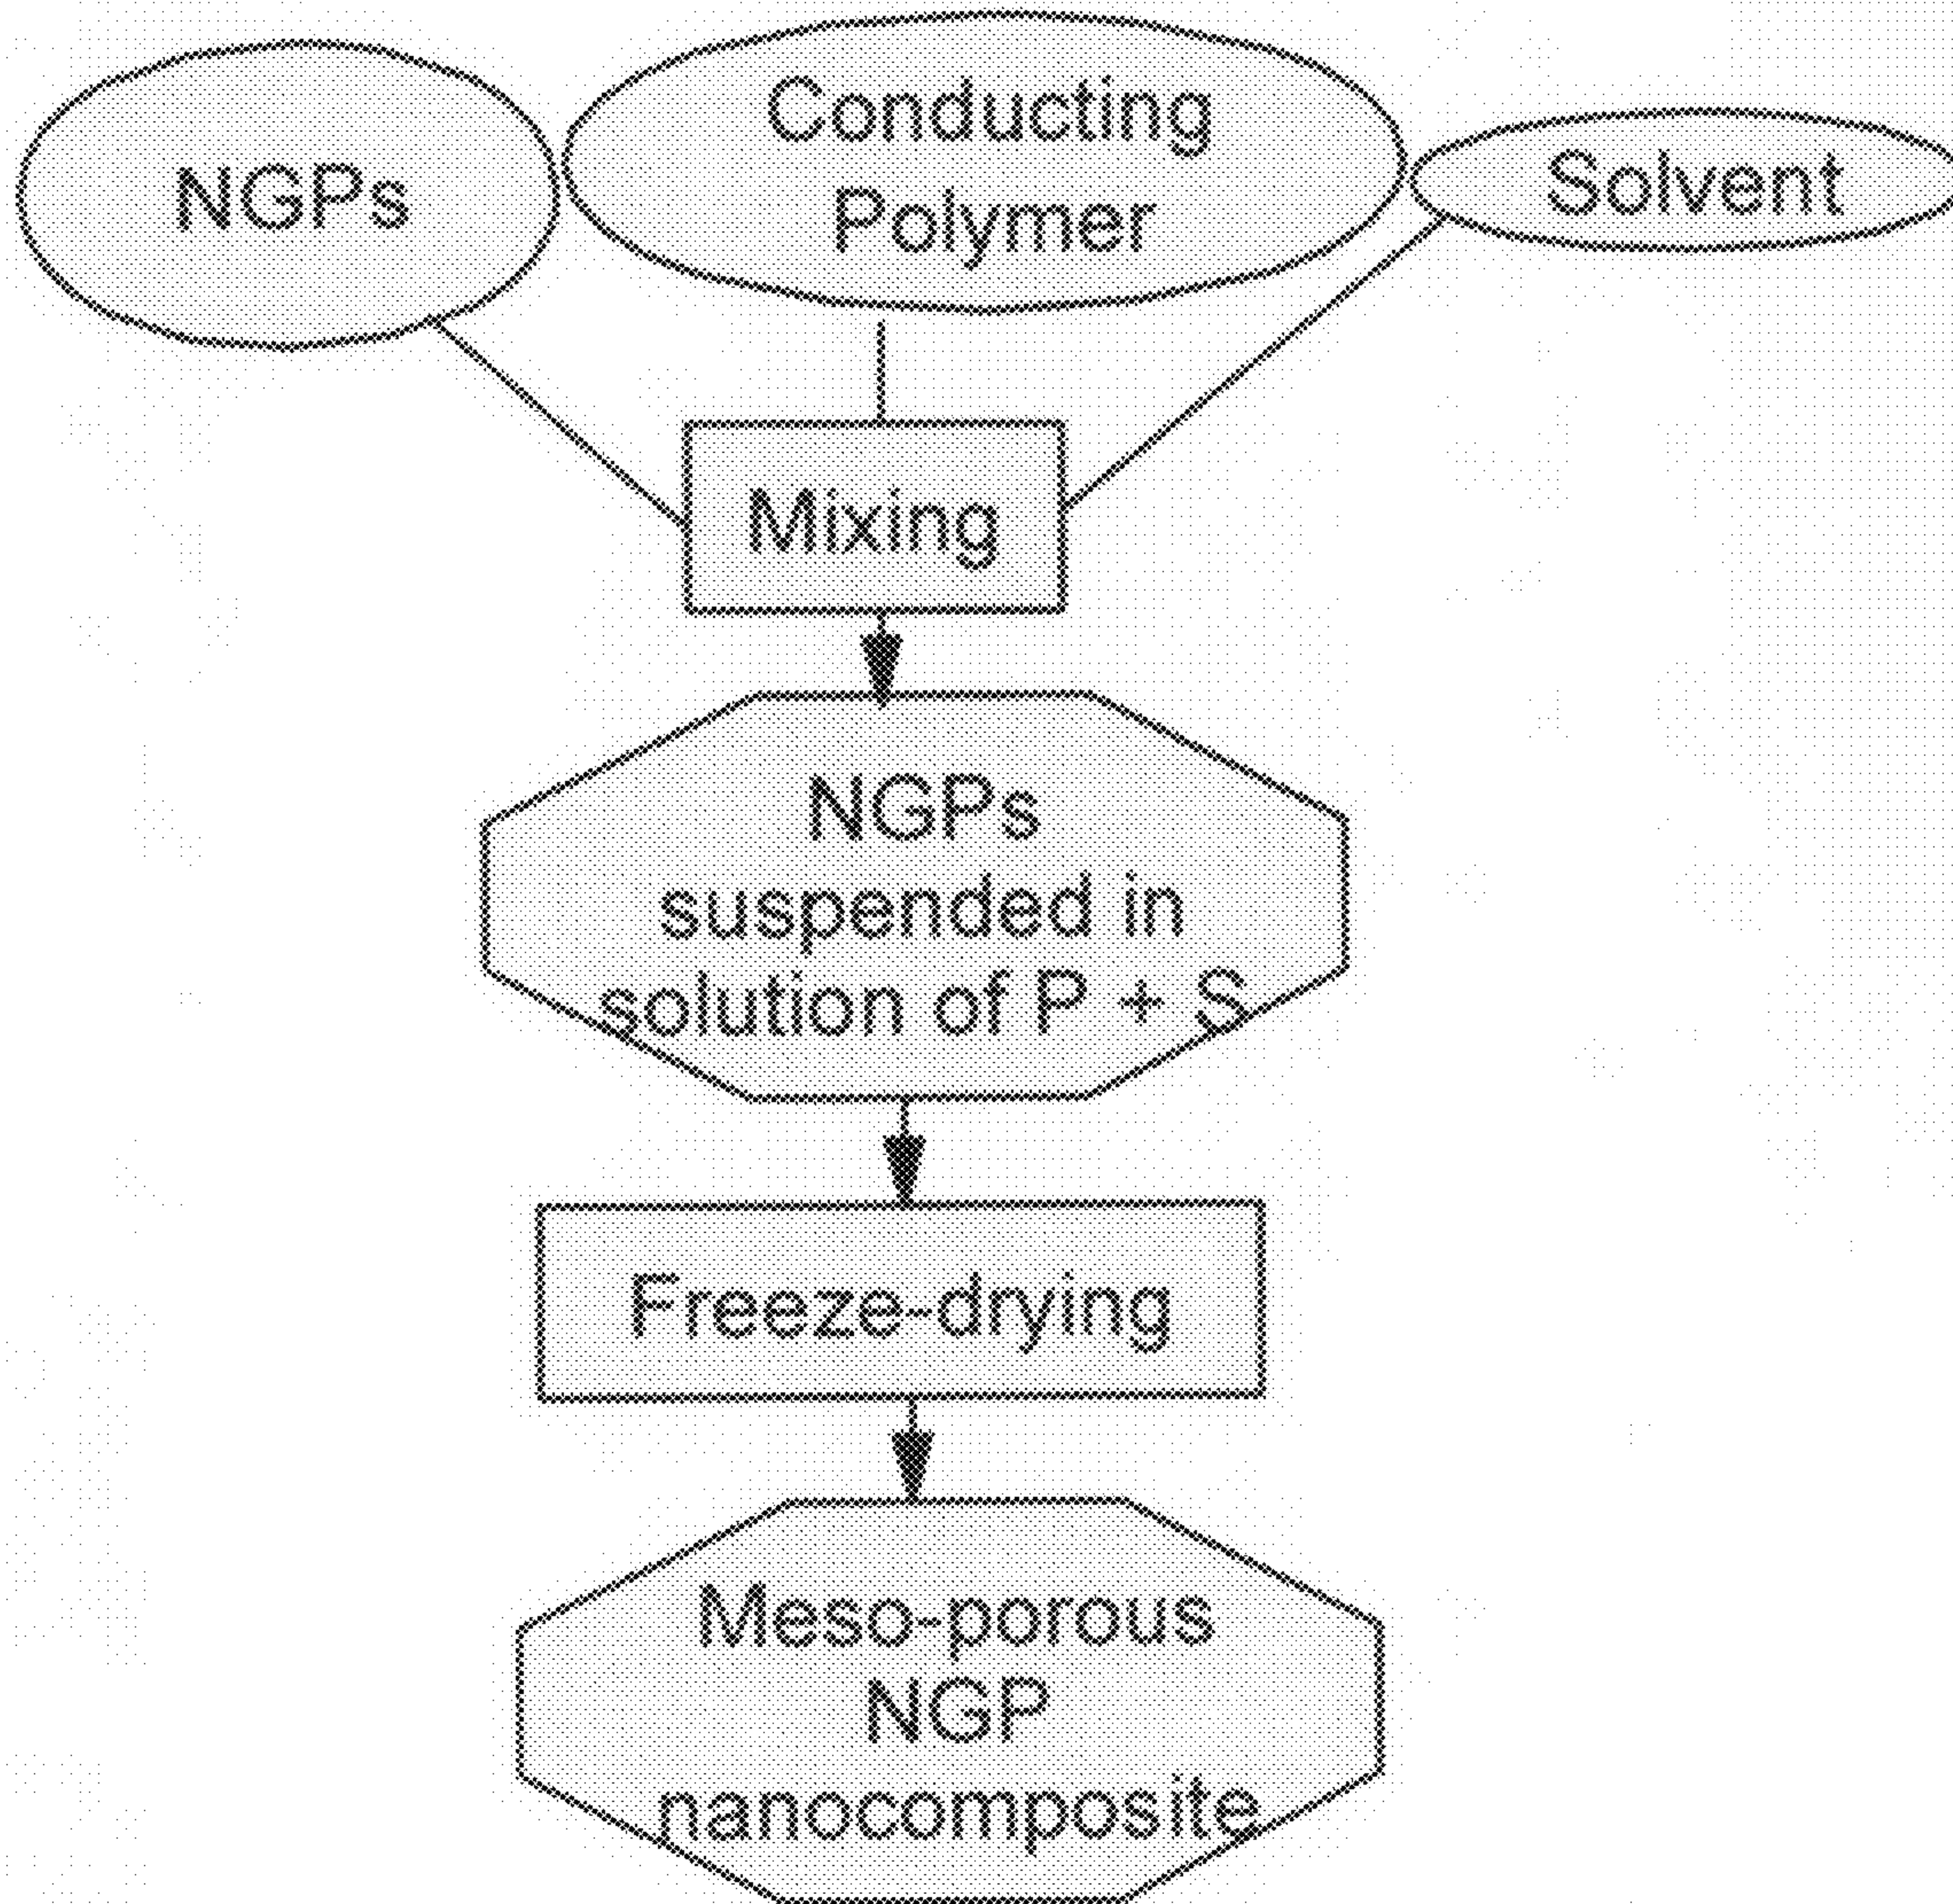 NGPs
Conducting
Polymer
Solvent
Mixing
NGPs
suspended in
solution of P + S
Freeze-drying
Meso-porous
NGP
nanocomposite